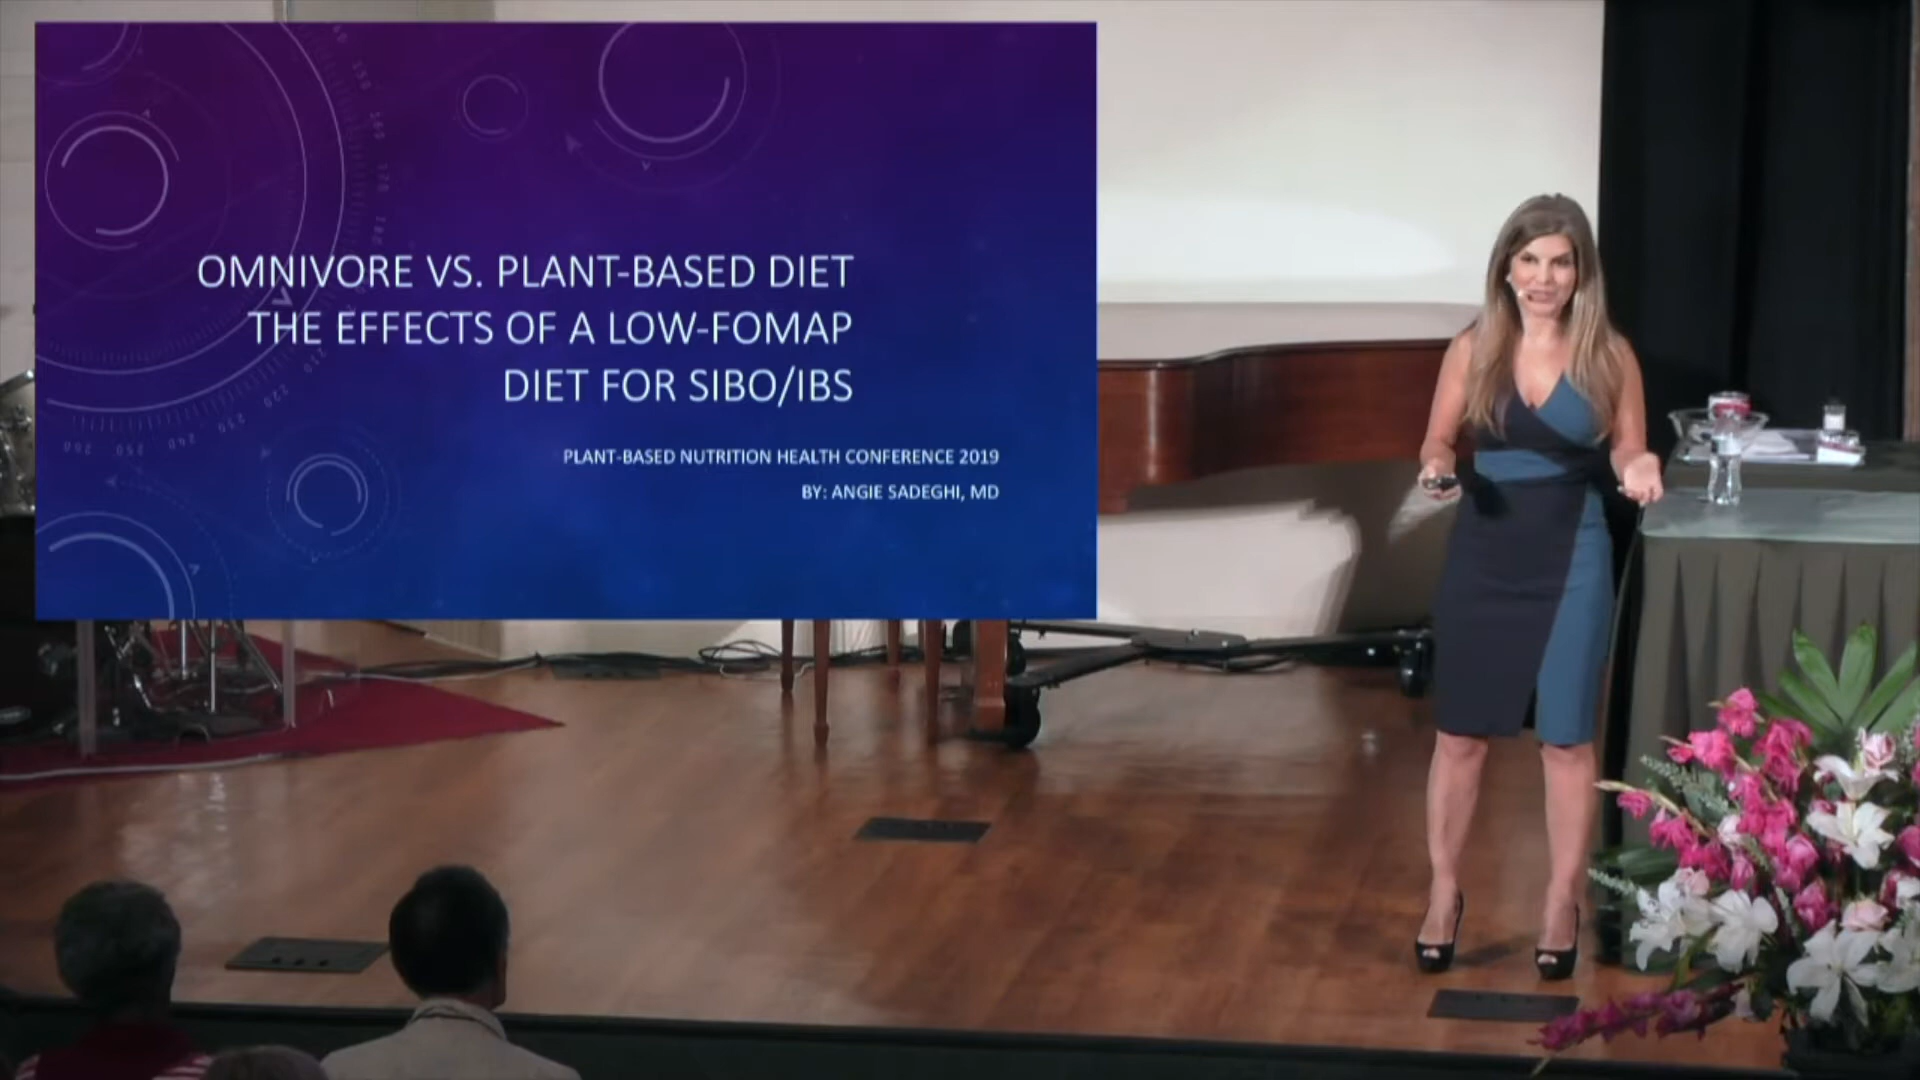 OMNIVORE VS. PLANT-BASED DIET
THE EFFECTS OF A LOW-FOMAP
DIET FOR SIBO/IBS
PLANT-BASED NUTRITION HEALTH CONFERENCE 2019
BY: ANGIE SADEGHI, MD